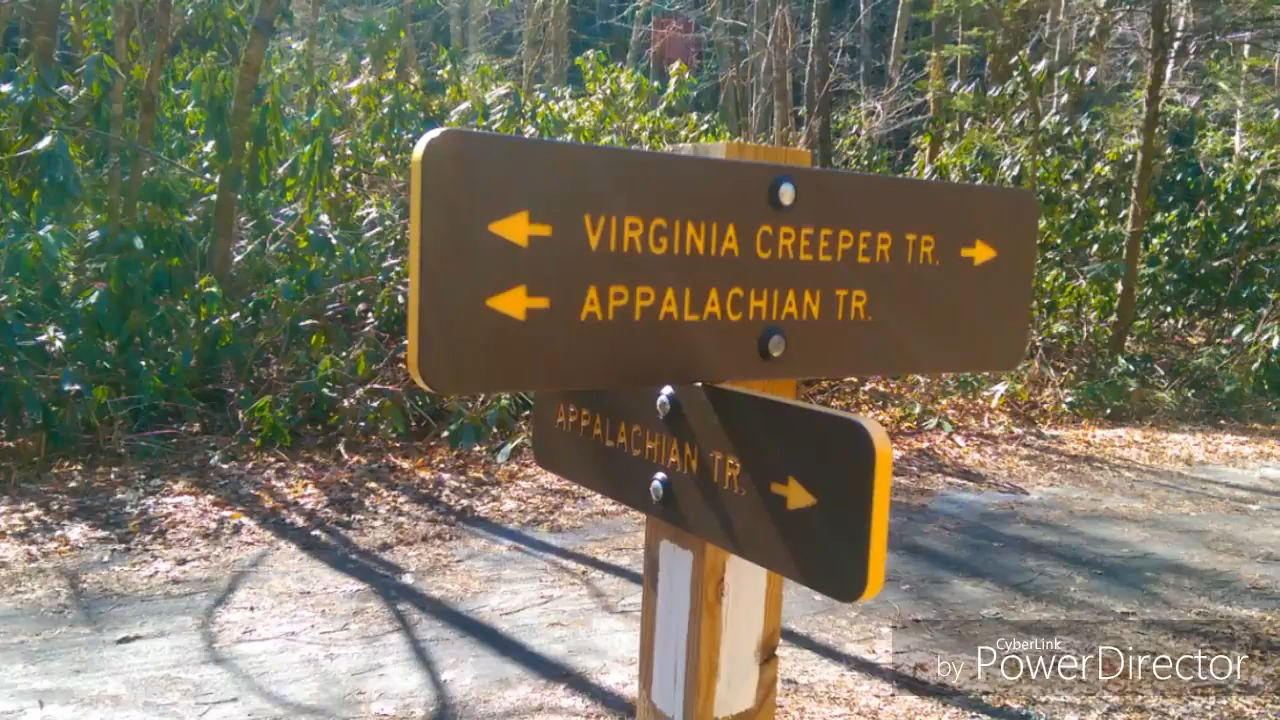 ← VIRGINIA CREEPER TR. →
← APPALACHIAN TR.
APPALACHIAN TR. →
CyberLink
by PowerDirector